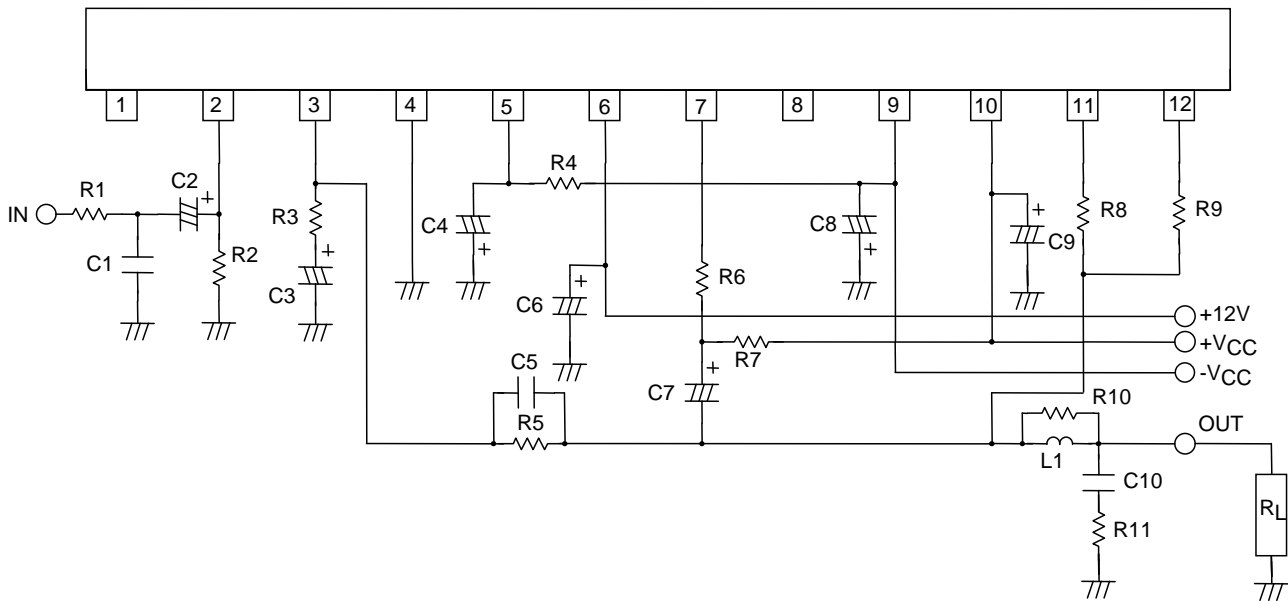 1 2 3 4 5 6 7 8 9 10 11 12
R4
C2
+
R1
IN
R3
C4
+
C8
+
+
C9
R8
R9
C1
R2
+
C3
+
C6
R6
+12V
R7
+VCC
C5
+
C7
-VCC
R10
R5
OUT
L1
C10
RL
R11